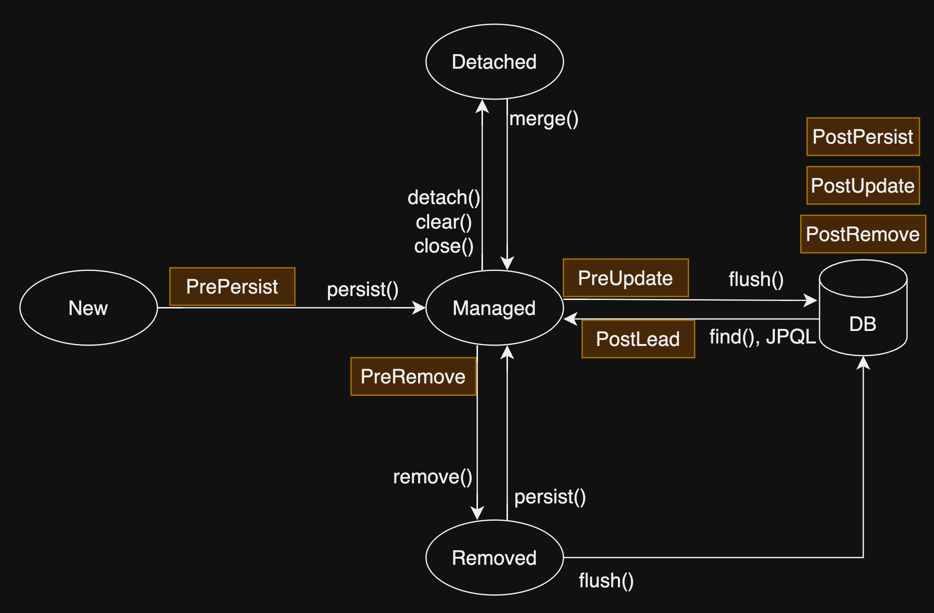 Detached
merge()
PostPersist
PostUpdate
PostRemove
detach()
clear()
close()
New
PrePersist
persist()
Managed
PreUpdate
flush()
DB
PostLead
find(), JPQL
PreRemove
remove()
persist()
Removed
flush()